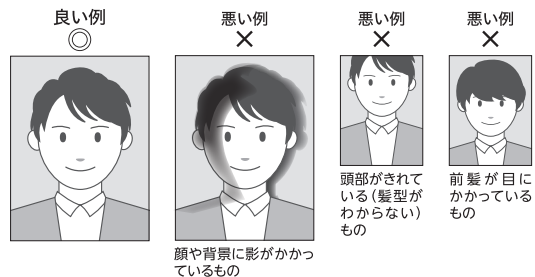 良い例
◎
悪い例
×
顔や背景に影がかかっ
ているもの
悪い例
×
頭部がきれて
いる（髪型が
わからない）
もの
悪い例
×
前髪が目に
かかっている
もの